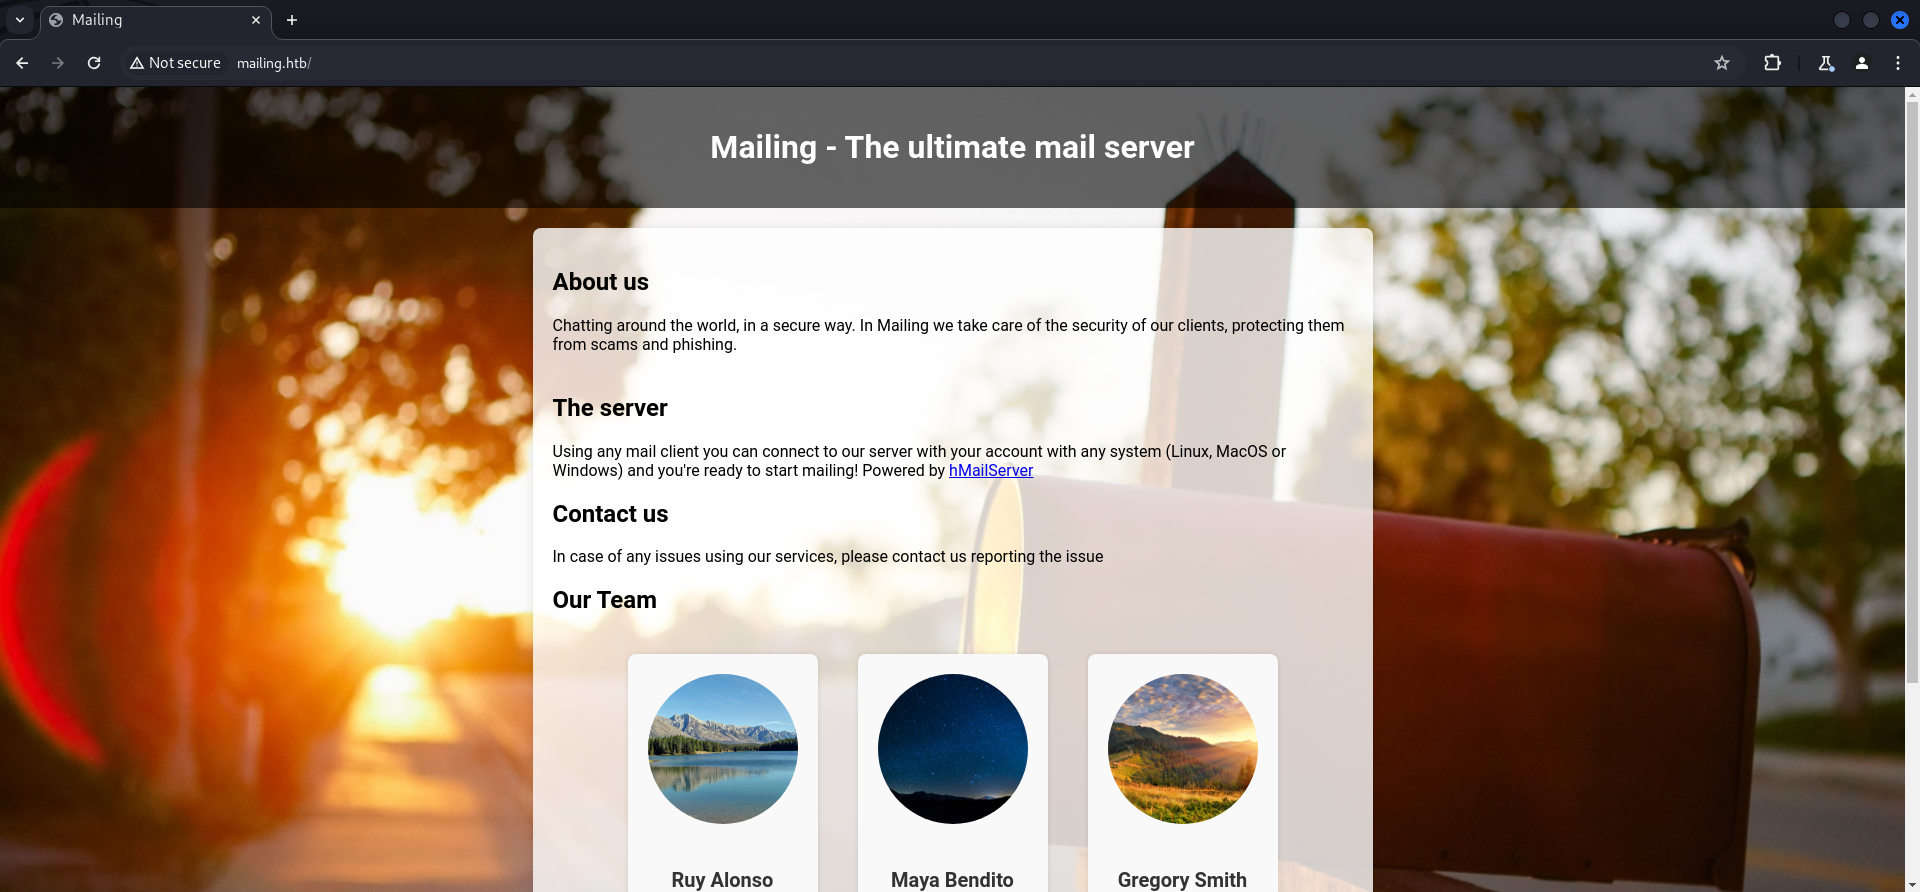 Mailing
Not secure
mailing.htb/
Mailing - The ultimate mail server
About us
Chatting around the world, in a secure way. In Mailing we take care of the security of our clients, protecting them
from scams and phishing.
The server
Using any mail client you can connect to our server with your account with any system (Linux, MacOS or
Windows) and you're ready to start mailing! Powered by hMailServer
Contact us
In case of any issues using our services, please contact us reporting the issue
Our Team
Ruy Alonso
Maya Bendito
Gregory Smith